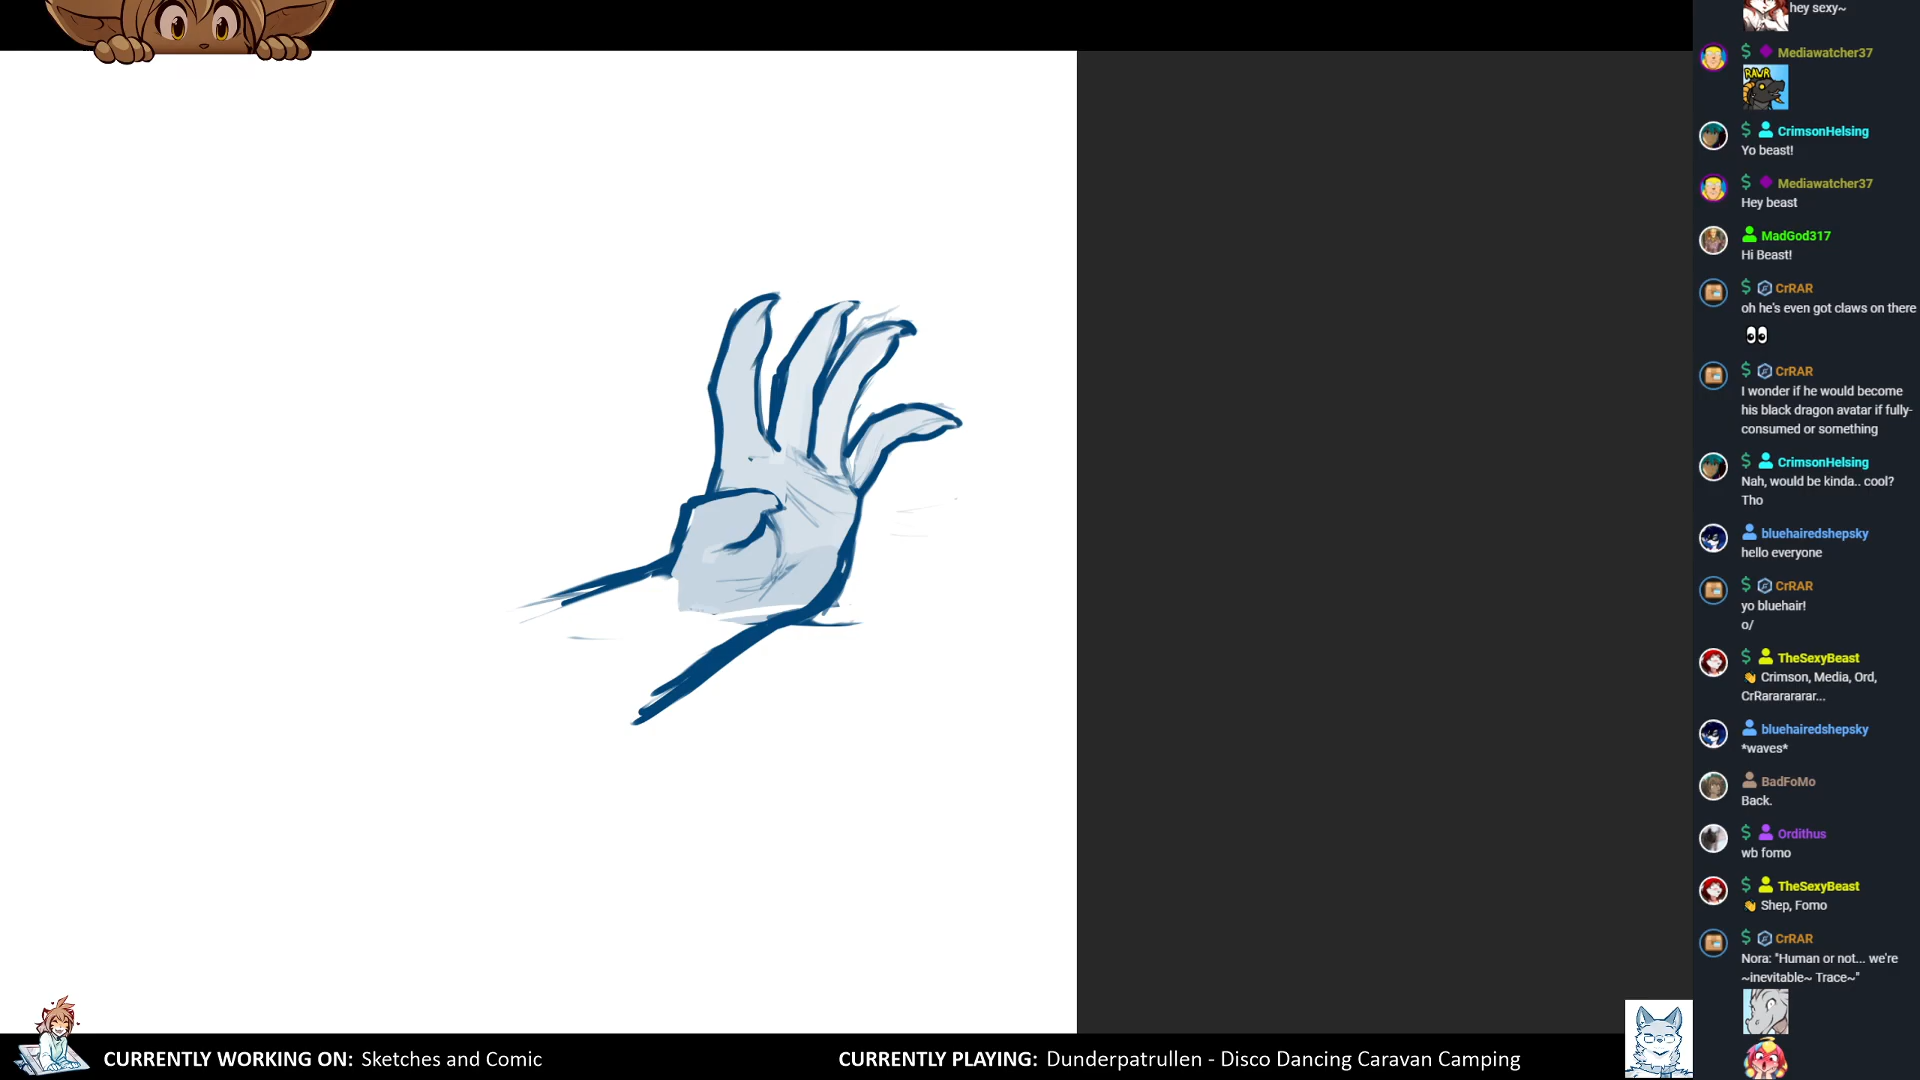 hey sexy~
Mediawatcher37
RAWR
CrimsonHelsing
Yo beast!
Mediawatcher37
Hey beast
MadGod317
Hi Beast!
CrRAR
oh he's even got claws on there
CrRAR
I wonder if he would become
his black dragon avatar if fully-
consumed or something
CrimsonHelsing
Nah, would be kinda.. cool?
Tho
bluehairedshepsky
hello everyone
CrRAR
yo bluehair!
o/
TheSexyBeast
Crimson, Media, Ord,
CrRarararar...
bluehairedshepsky
*waves*
BadFoMo
Back.
Ordithus
wb fomo
TheSexyBeast
Shep, Fomo
CrRAR
Nora: "Human or not... we're
~inevitable~ Trace~"
CURRENTLY WORKING ON: Sketches and Comic
CURRENTLY PLAYING: Dunderpatrullen - Disco Dancing Caravan Camping